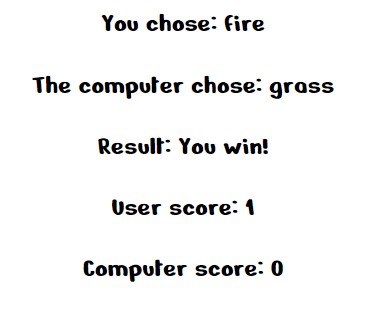 You chose: fire
The computer chose: grass
Result: You win!
User score: 1
Computer score: 0